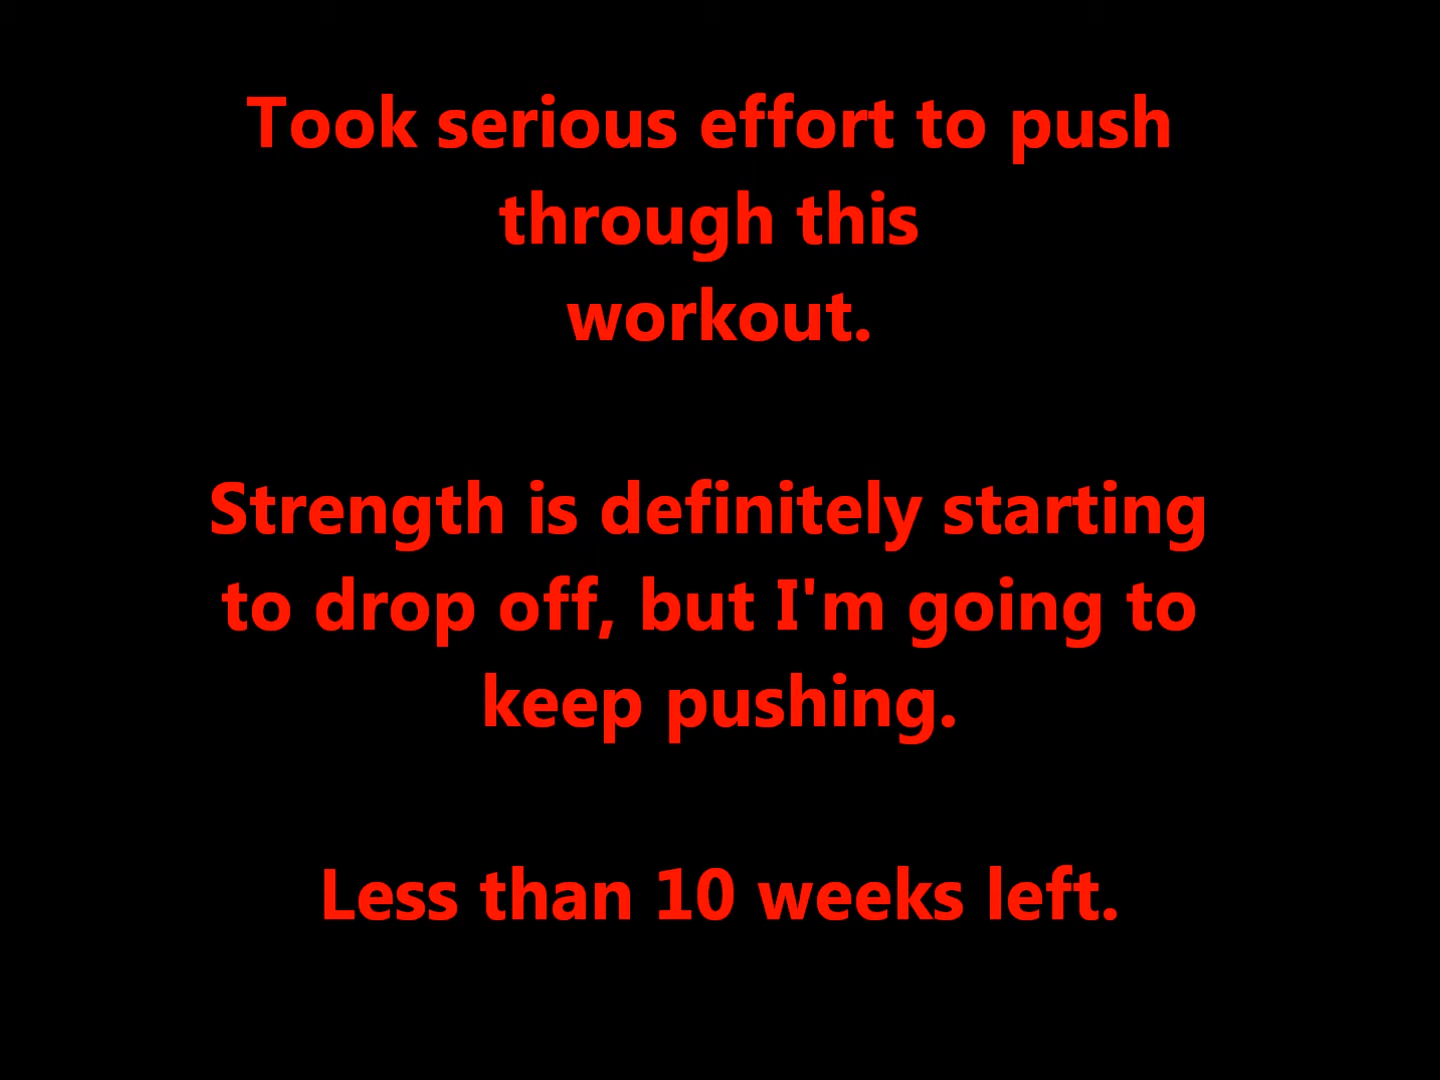 Took serious effort to push
through this
workout.
Strength is definitely starting
to drop off, but I'm going to
keep pushing.
Less than 10 weeks left.